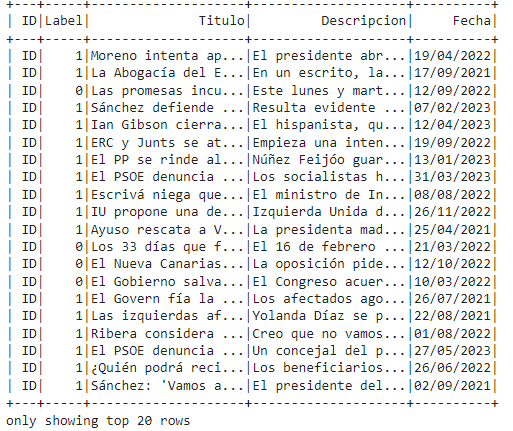 +---+-----+--------------------+--------------------+----------+
| ID|Label|              Titulo|         Descripcion|     Fecha|
+---+-----+--------------------+--------------------+----------+
| ID|    1|Moreno intenta ap...|El presidente abr...|19/04/2022|
| ID|    1|La Abogacía del E...|En un escrito, la...|17/09/2021|
| ID|    0|Las promesas incu...|Este lunes y mart...|12/09/2022|
| ID|    1|Sánchez defiende ...|Resulta evidente ...|07/02/2023|
| ID|    1|Ian Gibson cierra...|El hispanista, qu...|12/04/2023|
| ID|    1|ERC y Junts se at...|Empieza una inten...|19/09/2022|
| ID|    1|El PP se rinde al...|Núñez Feijóo guar...|13/01/2023|
| ID|    1|El PSOE denuncia ...|Los socialistas h...|31/03/2023|
| ID|    1|Escrivá niega que...|El ministro de In...|08/08/2022|
| ID|    1|IU propone una de...|Izquierda Unida d...|26/11/2022|
| ID|    1|Ayuso rescata a V...|La presidenta mad...|25/04/2021|
| ID|    0|Los 33 días que f...|El 16 de febrero ...|21/03/2022|
| ID|    0|El Nueva Canarias...|La oposición pide...|12/10/2022|
| ID|    0|El Gobierno salva...|El Congreso acuer...|10/03/2022|
| ID|    1|El Govern fía la ...|Los afectados ago...|26/07/2021|
| ID|    1|Las izquierdas af...|Yolanda Díaz se p...|22/08/2021|
| ID|    1|Ribera considera ...|Creo que no vamos...|01/08/2022|
| ID|    1|El PSOE denuncia ...|Un concejal del p...|27/05/2023|
| ID|    1|¿Quién podrá reci...|Los beneficiarios...|26/06/2022|
| ID|    1|Sánchez: 'Vamos a...|El presidente del...|02/09/2021|
+---+-----+--------------------+--------------------+----------+
only showing top 20 rows